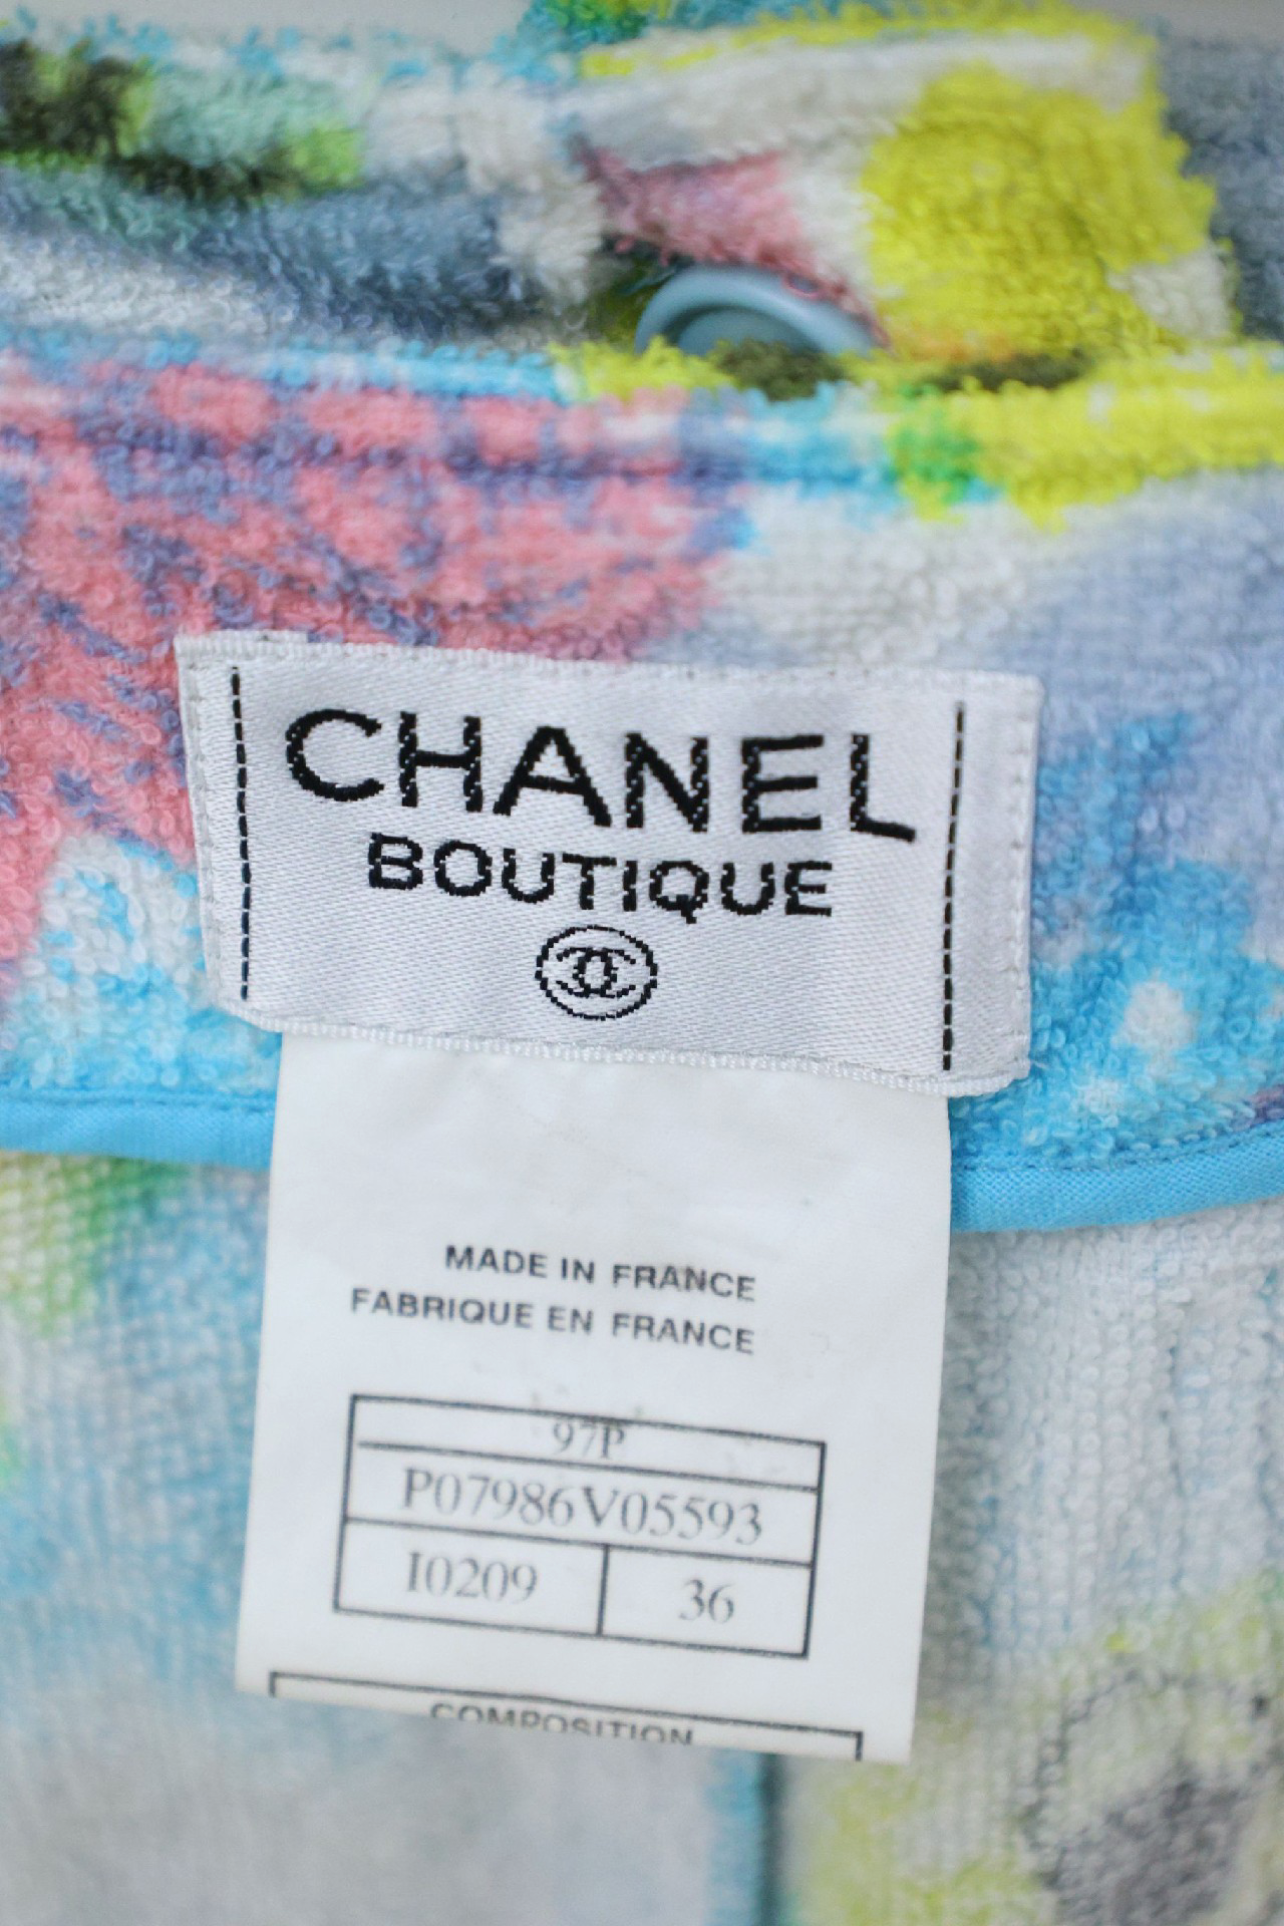 CHANEL
BOUTIQUE
MADE IN FRANCE
FABRIQUE EN FRANCE
97P
P07986V05593
I0209 36
COMPOSITION